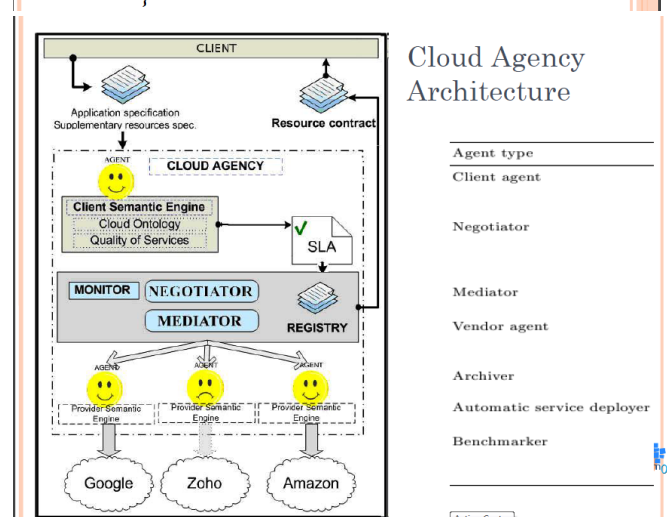 CLIENT
Application specification
Supplementary resources spec.
Resource contract
AGENT
CLOUD AGENCY
Client Semantic Engine
Cloud Ontology
Quality of Services
SLA
MONITOR
NEGOTIATOR
MEDIATOR
REGISTRY
AGENT
AGENT
AGENT
Provider Semantic
Engine
Provider Semantic
Engine
Provider Semantic
Engine
Google
Zoho
Amazon
Cloud Agency
Architecture
Agent type
Client agent
Negotiator
Mediator
Vendor agent
Archiver
Automatic service deployer
Benchmarker